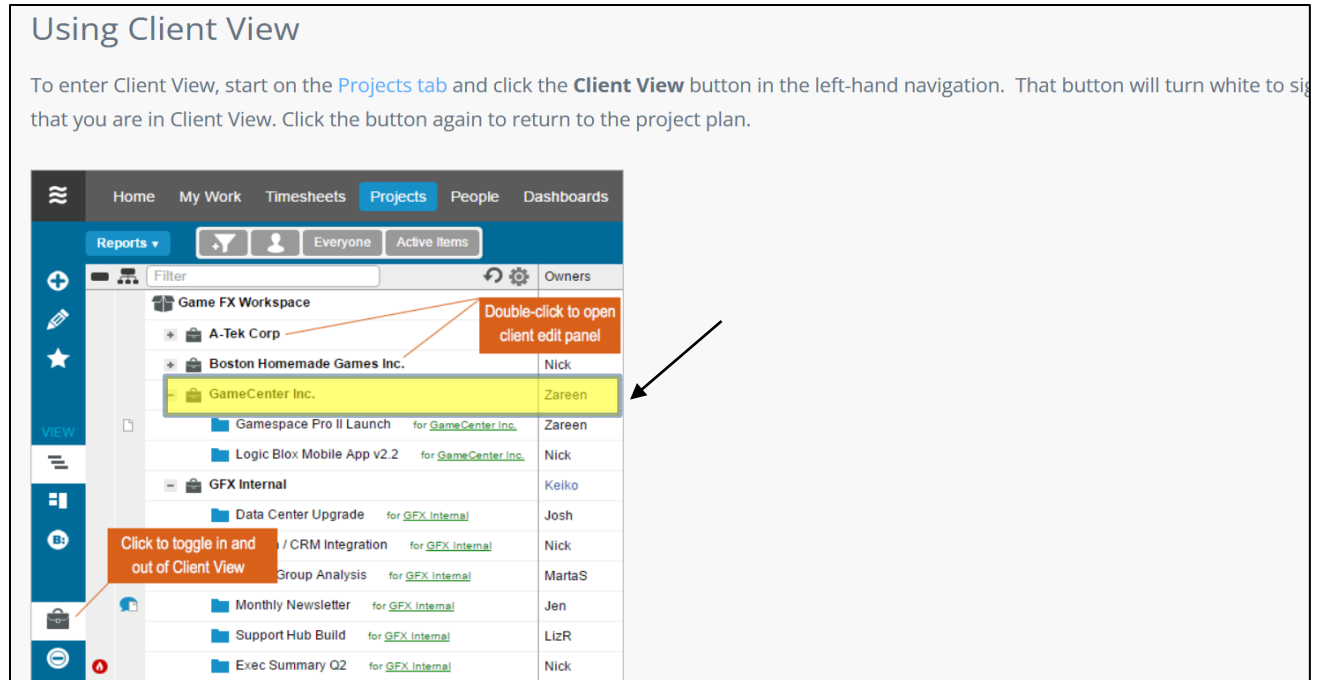 Using Client View
To enter Client View, start on the Projects tab and click the Client View button in the left-hand navigation. That button will turn white to
that you are in Client View. Click the button again to return to the project plan.
Home My Work Timesheets Projects People Dashboards
Reports Everyone Active Items
Filter Owners
Game FX Workspace
Double-click to open
client edit panel
A-Tek Corp
Boston Homemade Games Inc. Nick
GameCenter Inc. Zareen
Gamespace Pro II Launch for GameCenter Inc. Zareen
VIEW
Logic Blox Mobile App v2.2 for GameCenter Inc. Nick
GFX Internal Keiko
Data Center Upgrade for GFX Internal Josh
B:
Click to toggle in and
out of Client View
/ CRM Integration for GFX Internal Nick
Group Analysis for GFX Internal MartaS
Monthly Newsletter for GFX Internal Jen
Support Hub Build for GFX Internal LizR
Exec Summary Q2 for GFX Internal Nick